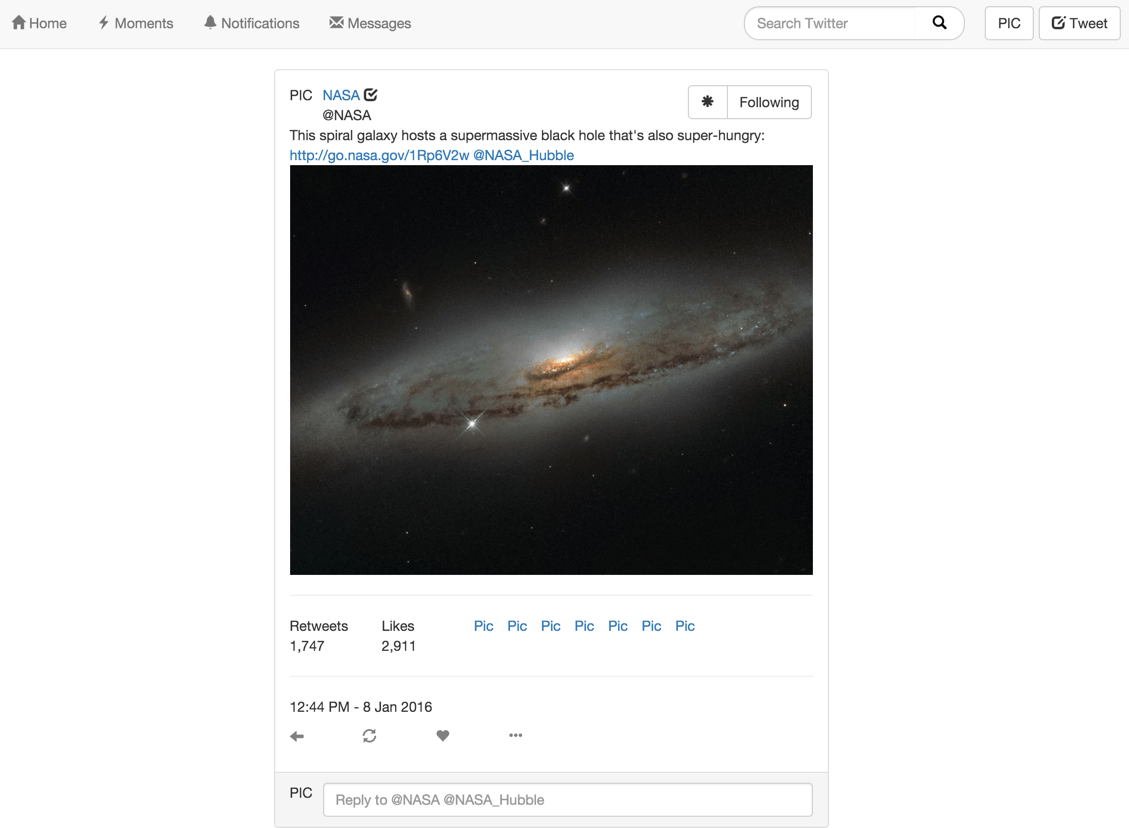 Home Moments Notifications Messages Search Twitter PIC Tweet
PIC NASA Following
@NASA
This spiral galaxy hosts a supermassive black hole that's also super-hungry:
http://go.nasa.gov/1Rp6V2w @NASA_Hubble
Retweets Likes Pic Pic Pic Pic Pic Pic Pic
1,747 2,911
12:44 PM - 8 Jan 2016
PIC Reply to @NASA @NASA_Hubble